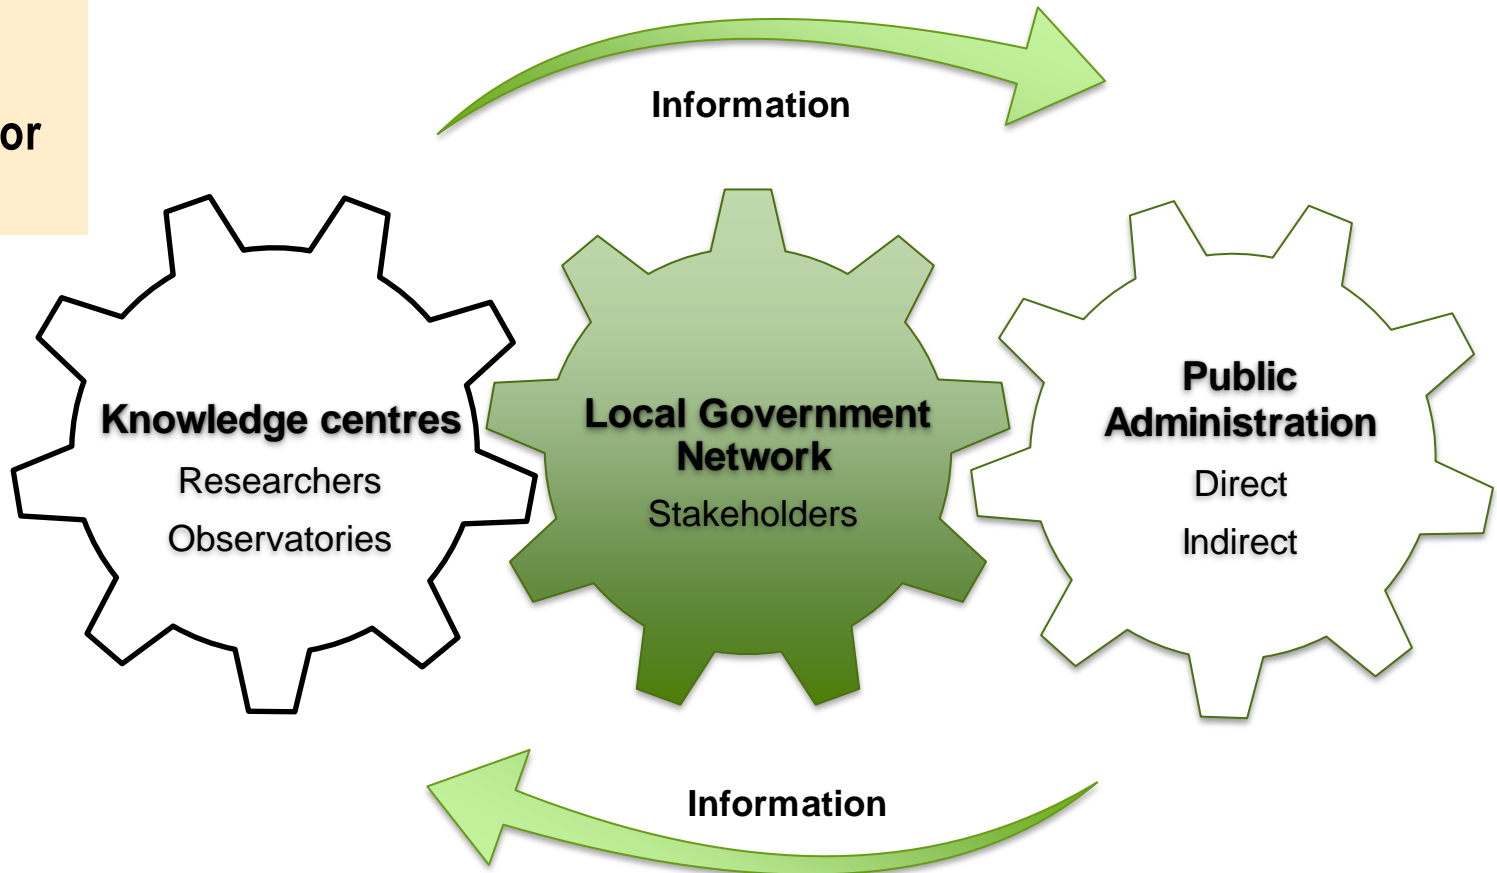 or
Information
Knowledge centres
Researchers
Observatories
Local Government
Network
Stakeholders
Public
Administration
Direct
Indirect
Information